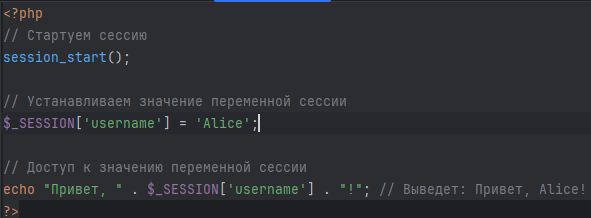 <?php
// Стартуем сессию
session_start();
// Устанавливаем значение переменной сессии
$_SESSION['username'] = 'Alice';
// Доступ к значению переменной сессии
echo "Привет, " . $_SESSION['username'] . "!"; // Выведет: Привет, Alice!
?>